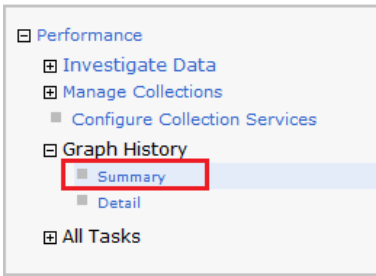 Performance
Investigate Data
Manage Collections
Configure Collection Services
Graph History
Summary
Detail
All Tasks